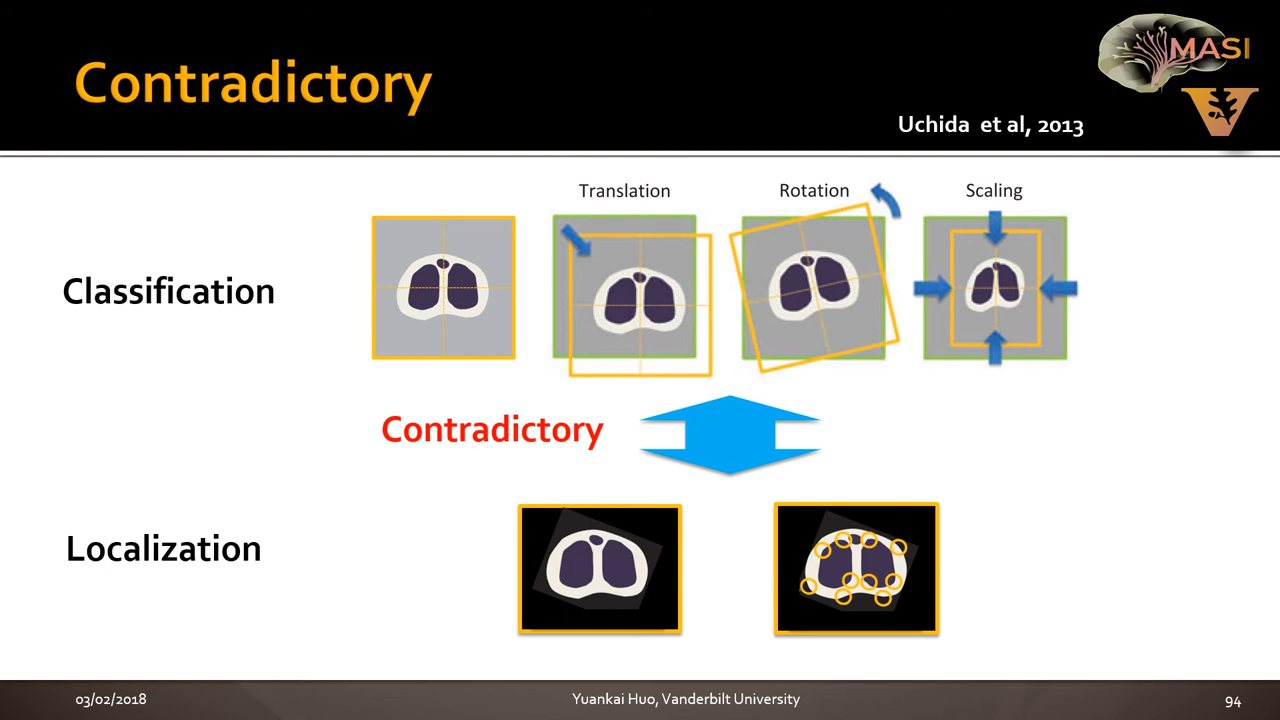 Contradictory
MASI
V
Uchida et al, 2013
Translation
Rotation
Scaling
Classification
Contradictory
Localization
03/02/2018
Yuankai Huo, Vanderbilt University
94